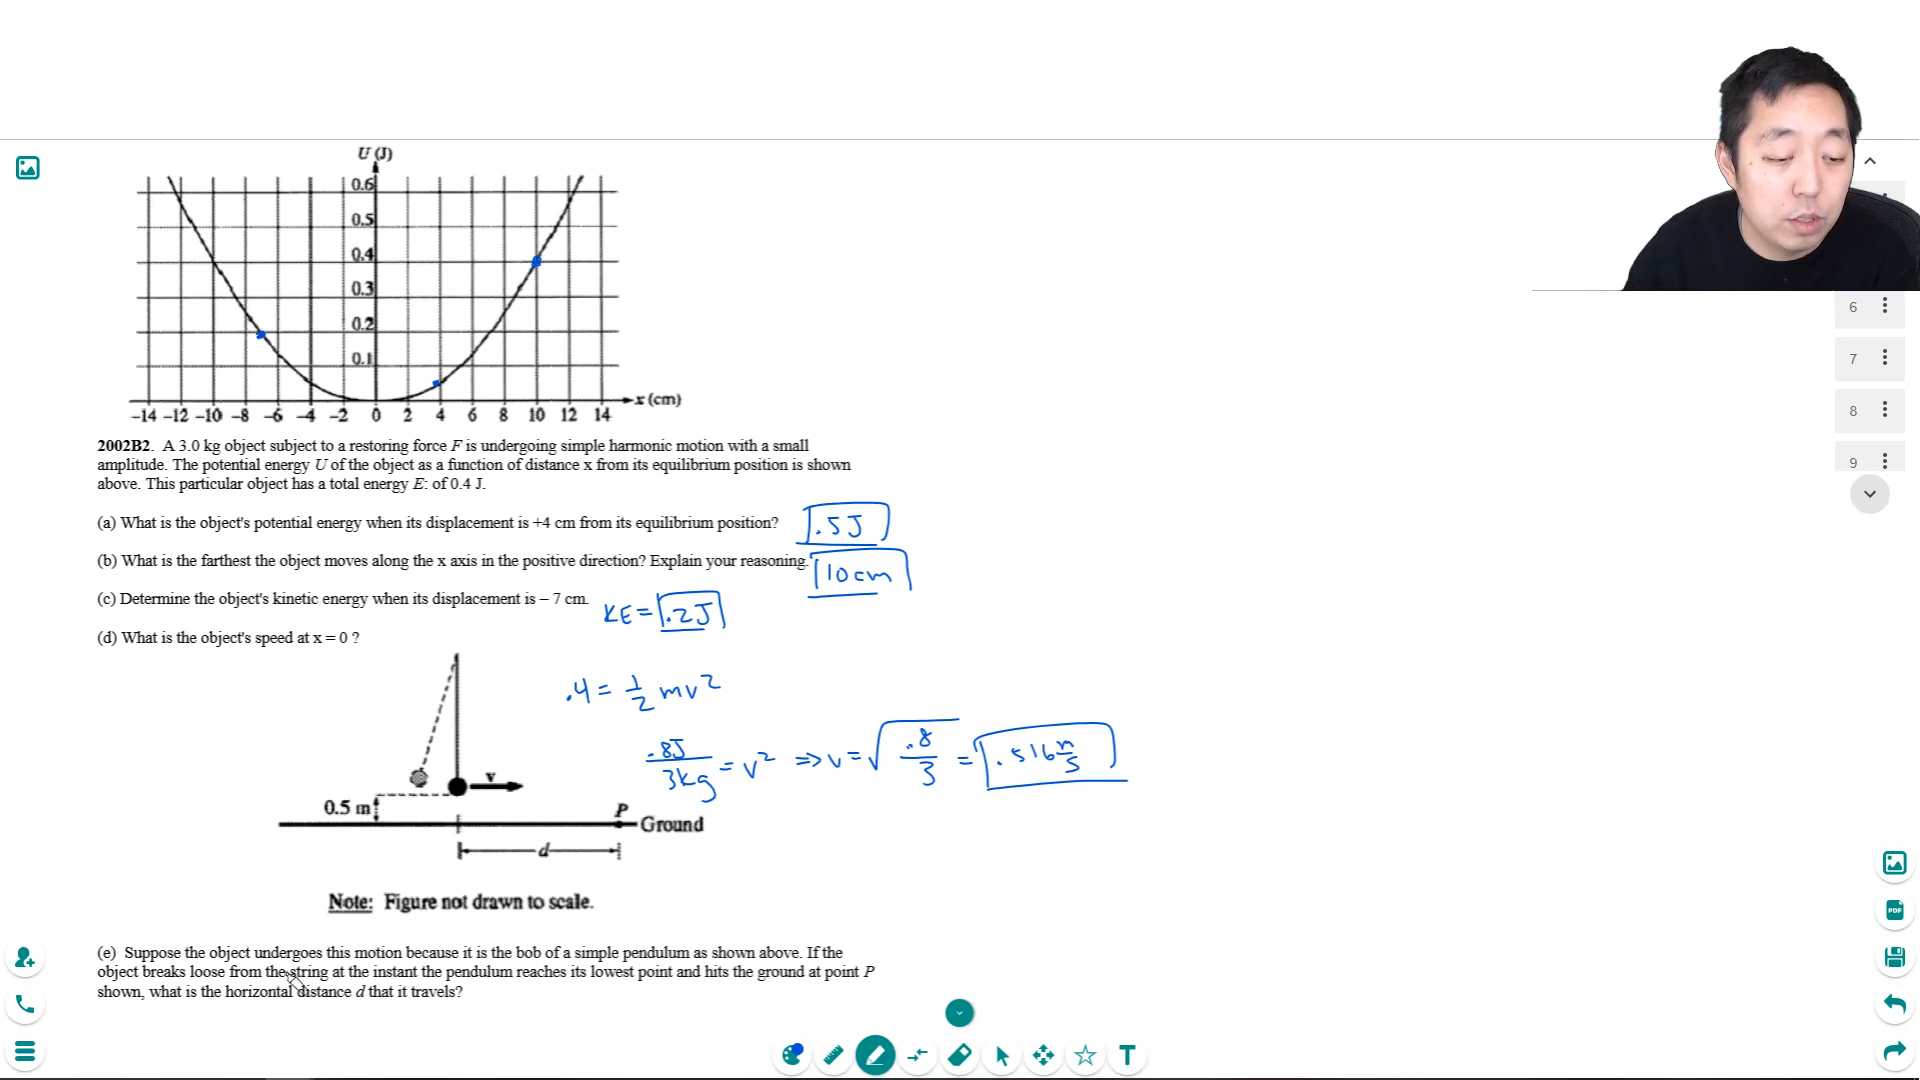 U (J)
0.6
0.5
0.4
0.3
0.2
0.1
-14 -12 -10 -8 -6 -4 -2 0 2 4 6 8 10 12 14 x (cm)
2002B2. A 3.0 kg object subject to a restoring force F is undergoing simple harmonic motion with a small
amplitude. The potential energy U of the object as a function of distance x from its equilibrium position is shown
above. This particular object has a total energy E: of 0.4 J.
(a) What is the object's potential energy when its displacement is +4 cm from its equilibrium position?
.5J
(b) What is the farthest the object moves along the x axis in the positive direction? Explain your reasoning.
10cm
(c) Determine the object's kinetic energy when its displacement is – 7 cm.
KE = .2J
(d) What is the object's speed at x = 0 ?
.4 = 1/2 mv²
.8J/3kg = v² => v = √.8/3 = .516 m/s
v
0.5 m
P
Ground
d
Note: Figure not drawn to scale.
(e) Suppose the object undergoes this motion because it is the bob of a simple pendulum as shown above. If the
object breaks loose from the string at the instant the pendulum reaches its lowest point and hits the ground at point P
shown, what is the horizontal distance d that it travels?
6
7
8
9
PDF
T